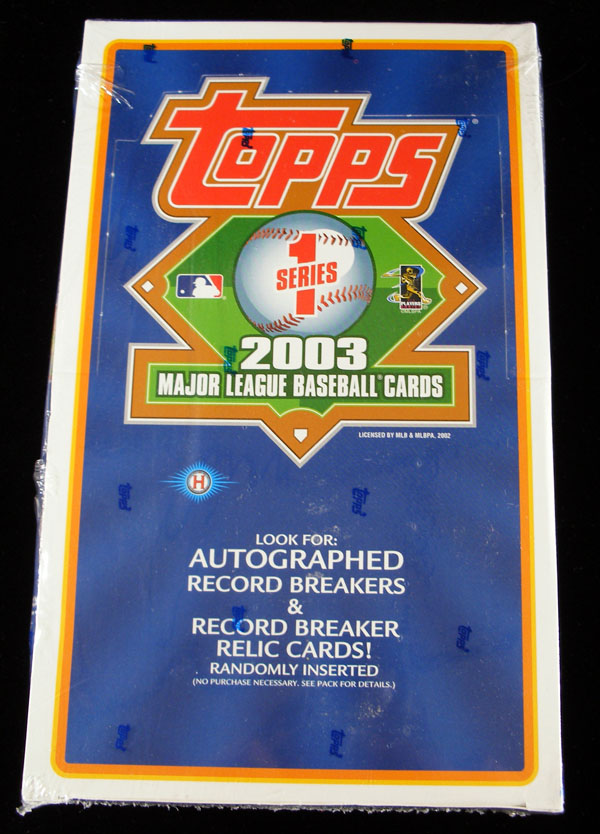 Topps
1
SERIES
2003
MAJOR LEAGUE BASEBALL CARDS
LICENSED BY MLB & MLBPA, 2002
H
LOOK FOR:
AUTOGRAPHED
RECORD BREAKERS
&
RECORD BREAKER
RELIC CARDS!
RANDOMLY INSERTED
(NO PURCHASE NECESSARY. SEE PACK FOR DETAILS.)